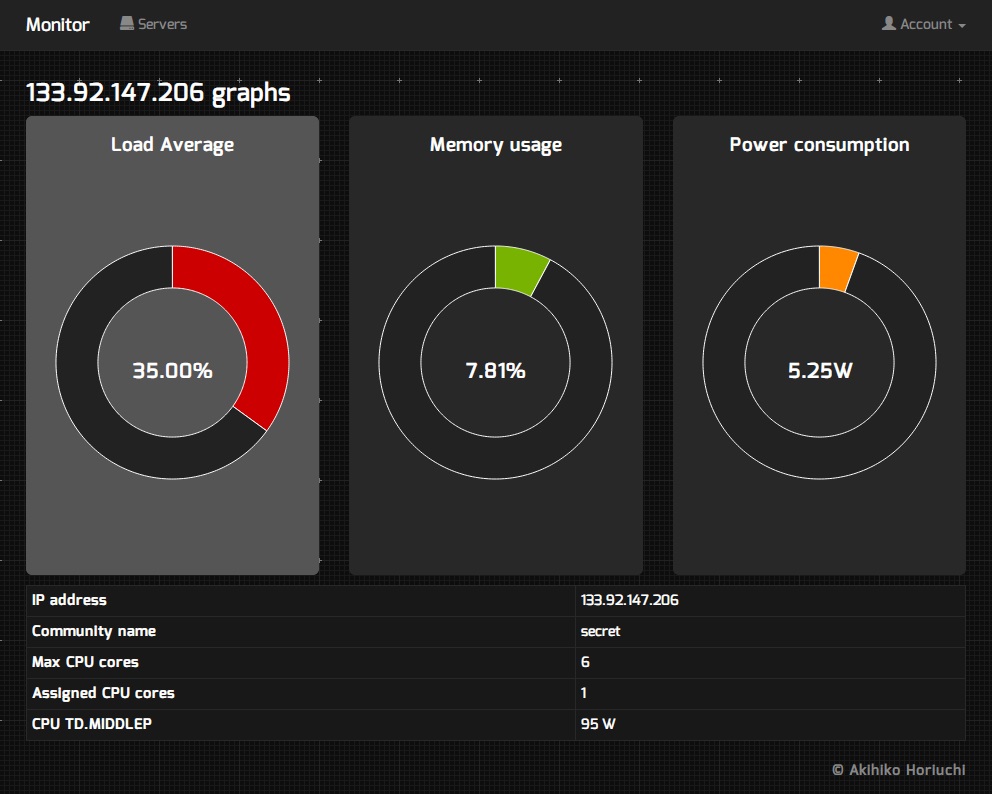 Monitor Servers Account
133.92.147.206 graphs
Load Average Memory usage Power consumption
35.00% 7.81% 5.25W
IP address 133.92.147.206
Community name secret
Max CPU cores 6
Assigned CPU cores 1
CPU TD.MIDDLEP 95 W
© Akihiko Horiuchi